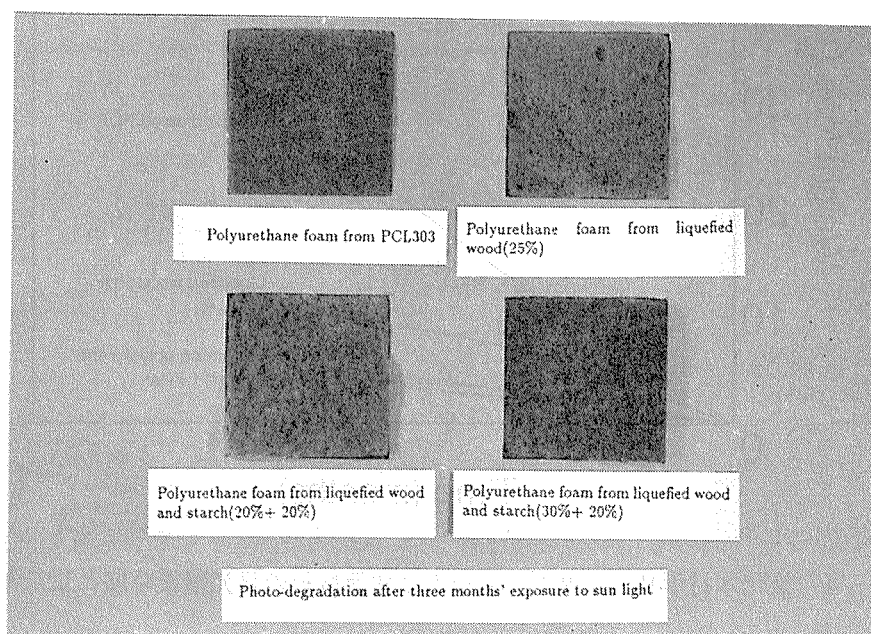 Polyurethane foam from PCL303
Polyurethane foam from liquefied
wood(25%)
Polyurethane foam from liquefied wood
and starch(20%+ 20%)
Polyurethane foam from liquefied wood
and starch(30%+ 20%)
Photo-degradation after three months' exposure to sun light